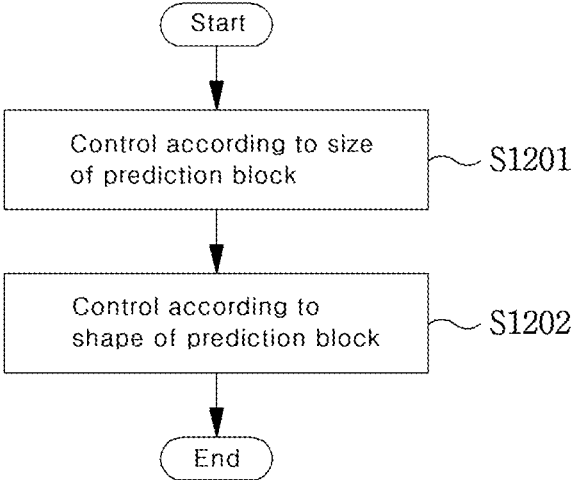 Start
Control according to size
of prediction block
S1201
Control according to
shape of prediction block
S1202
End